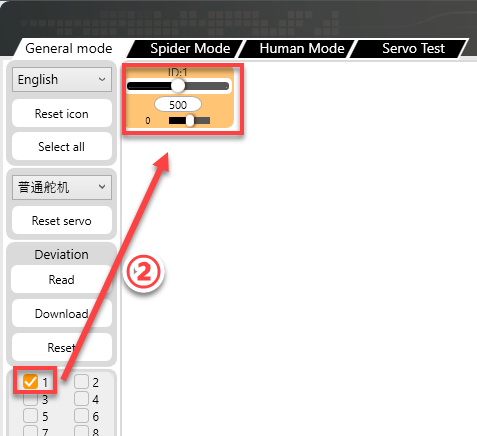 General mode
Spider Mode
Human Mode
Servo Test
English
Reset icon
Select all
普通舵机
Reset servo
Deviation
Read
Download
Reset
1
2
3
4
5
6
7
8
ID:1
500
0
②